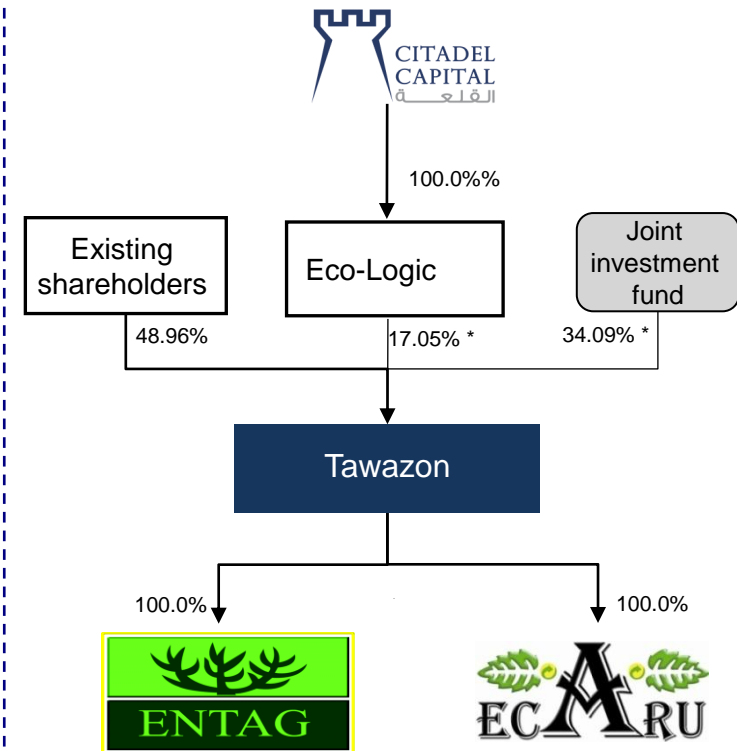 CITADEL
CAPITAL
القلعة
100.0%%
Existing
shareholders
Eco-Logic
Joint
investment
fund
48.96%
17.05% *
34.09% *
Tawazon
100.0%
100.0%
ENTAG
ECARU